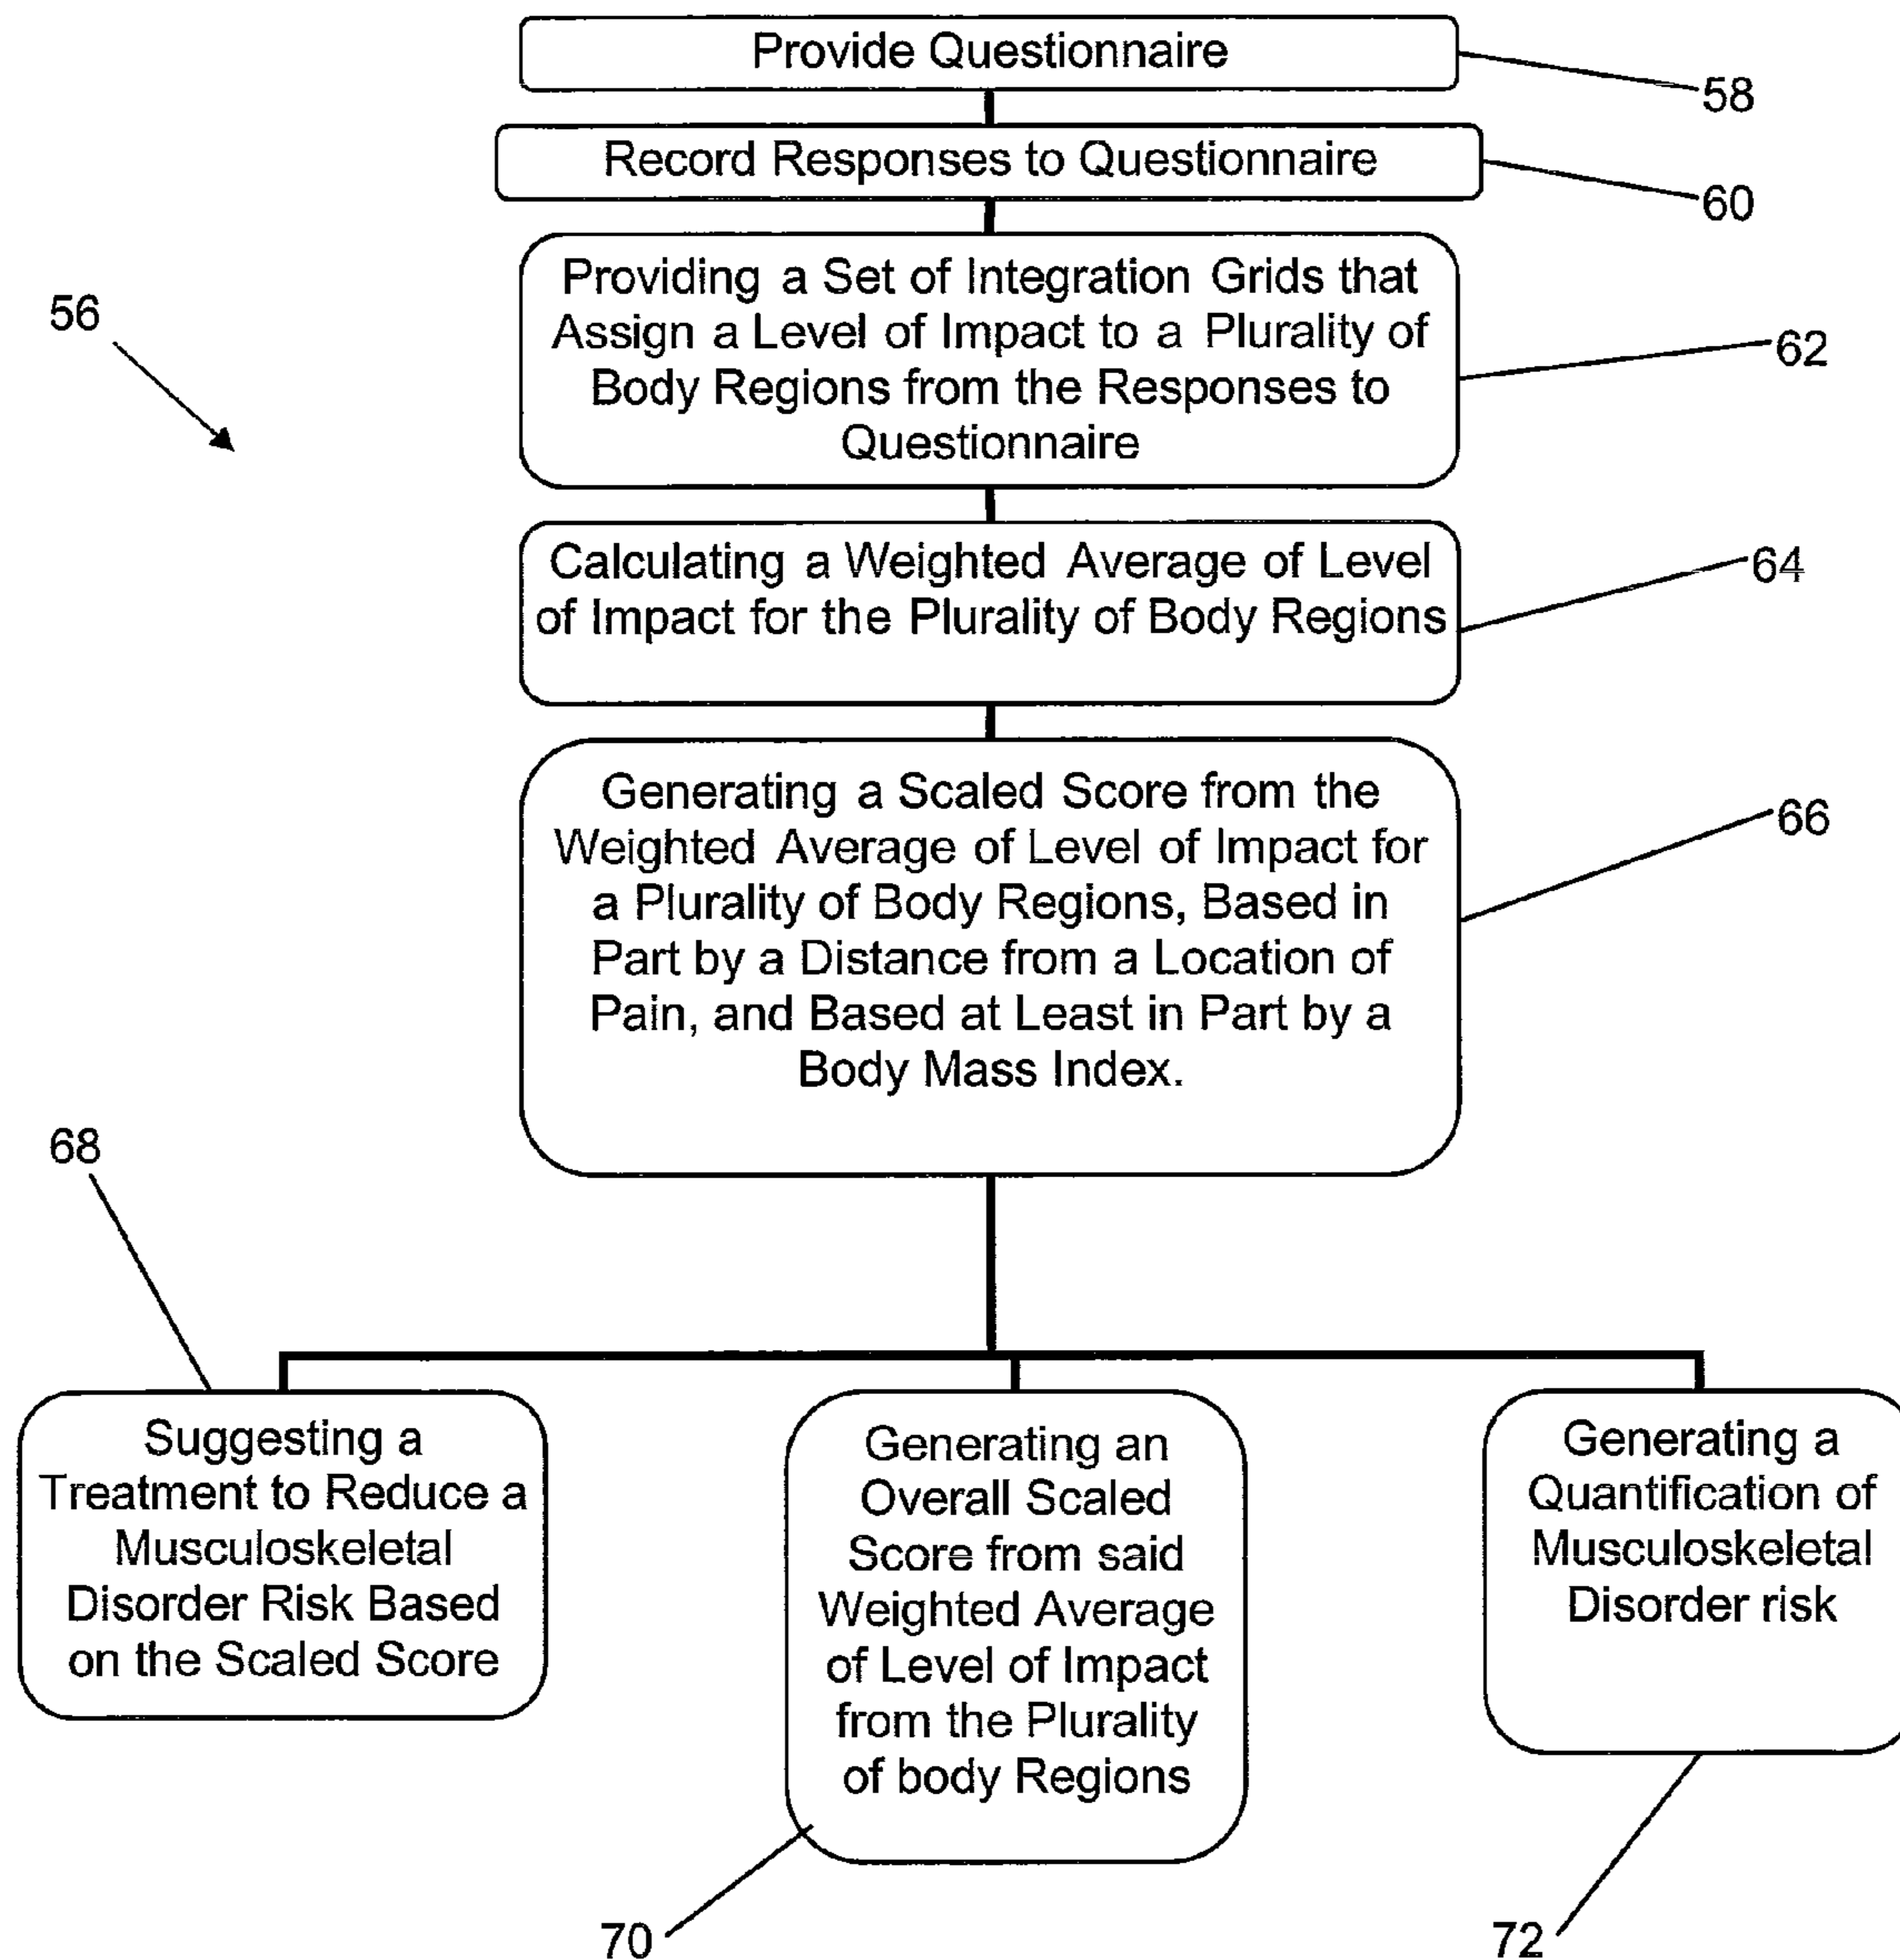 Provide Questionnaire
58
Record Responses to Questionnaire
60
Providing a Set of Integration Grids that
Assign a Level of Impact to a Plurality of
Body Regions from the Responses to
Questionnaire
56
62
Calculating a Weighted Average of Level
of Impact for the Plurality of Body Regions
64
Generating a Scaled Score from the
Weighted Average of Level of Impact for
a Plurality of Body Regions, Based in
Part by a Distance from a Location of
Pain, and Based at Least in Part by a
Body Mass Index.
66
68
Suggesting a
Treatment to Reduce a
Musculoskeletal
Disorder Risk Based
on the Scaled Score
Generating an
Overall Scaled
Score from said
Weighted Average
of Level of Impact
from the Plurality
of body Regions
70
Generating a
Quantification of
Musculoskeletal
Disorder risk
72